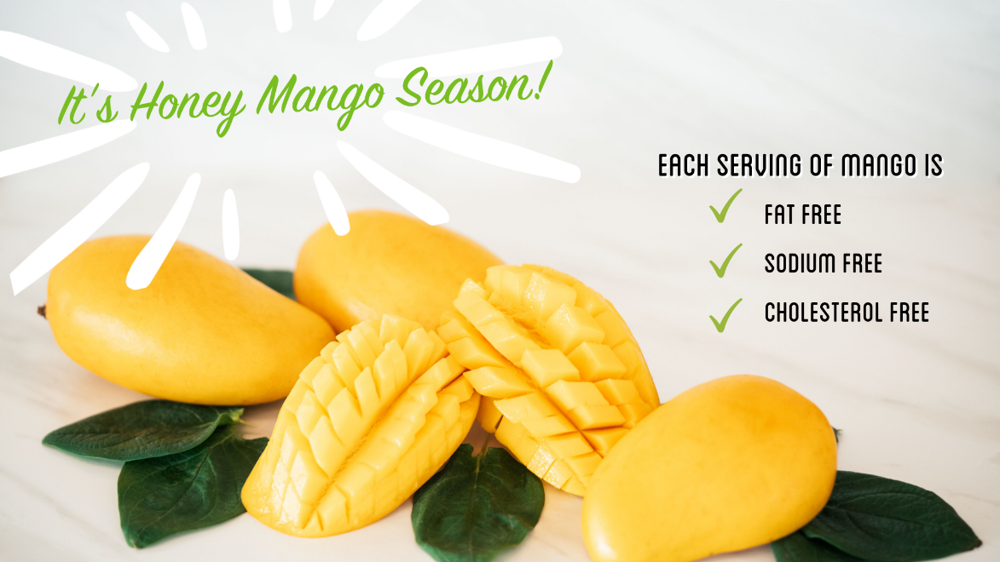 It's Honey Mango Season!
EACH SERVING OF MANGO IS
FAT FREE
SODIUM FREE
CHOLESTEROL FREE